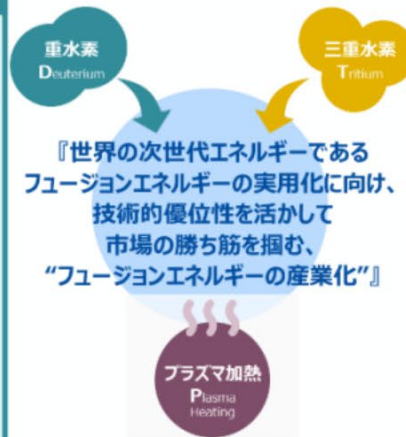 重水素
Deuterium
三重水素
Tritium
『世界の次世代エネルギーである
フュージョンエネルギーの実用化に向け、
技術的優位性を活かして
市場の勝ち筋を掴む、
“フュージョンエネルギーの産業化”』
プラズマ加熱
Plasma
Heating